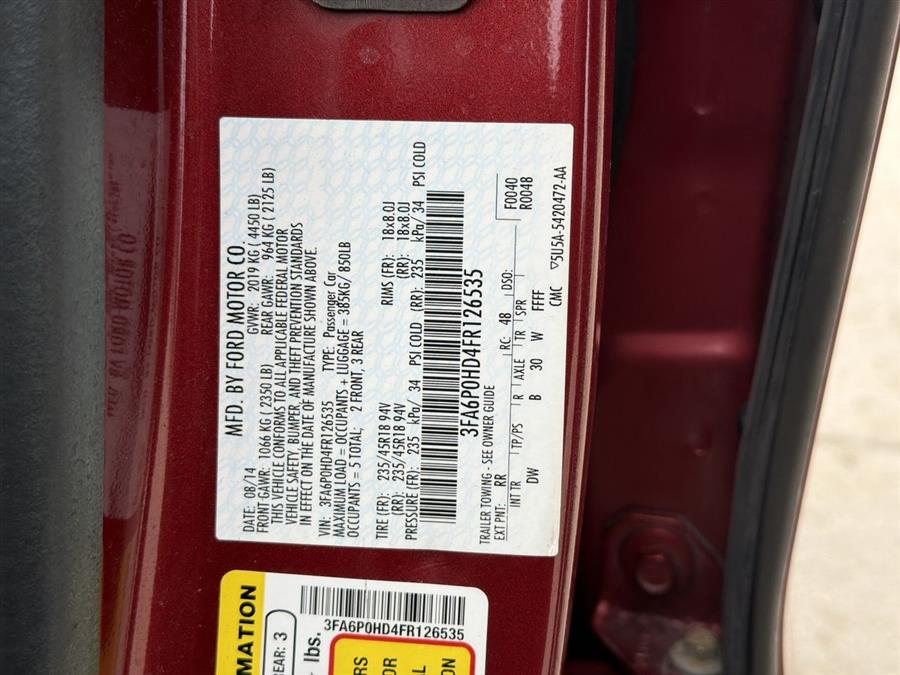 MFD. BY FORD MOTOR CO.
DATE: 08/14 GVWR: 2019 KG ( 4450 LB)
FRONT GAWR: 1066 KG ( 2350 LB) REAR GAWR: 964 KG ( 2125 LB)
THIS VEHICLE CONFORMS TO ALL APPLICABLE FEDERAL MOTOR
VEHICLE SAFETY, BUMPER, AND THEFT PREVENTION STANDARDS
IN EFFECT ON THE DATE OF MANUFACTURE SHOWN ABOVE.
VIN: 3FA6P0HD4FR126535 TYPE: Passenger Car
MAXIMUM LOAD = OCCUPANTS + LUGGAGE = 385KG/ 850LB
OCCUPANTS = 5 TOTAL; 2 FRONT, 3 REAR
TIRE (FR): 235/45R18 94V RIMS (FR): 18x8.0J
(RR): 235/45R18 94V (RR): 18x8.0J
PRESSURE (FR): 235 kPa/ 34 PSI COLD (RR): 235 kPa/ 34 PSI COLD
3FA6P0HD4FR126535
TRAILER TOWING - SEE OWNER GUIDE F0040
EXT PNT: RR RC: 48 DSO: R0048
INT TR TP/PS R AXLE TR SPR
DW B 30 W FFFF
CMC 5U5A-5420472-AA
MATION
REAR: 3
lbs.
3FA6P0HD4FR126535